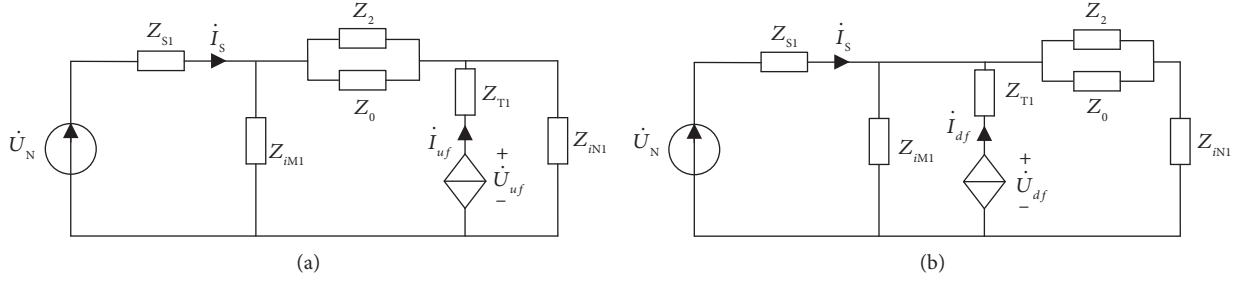 Z_S1 İ_S Z_2 Z_0 Z_T1 U̇_N Z_iM1 İ_uf + U̇_uf − Z_iN1
(a)
Z_S1 İ_S Z_2 Z_0 Z_T1 U̇_N Z_iM1 İ_df + U̇_df − Z_iN1
(b)